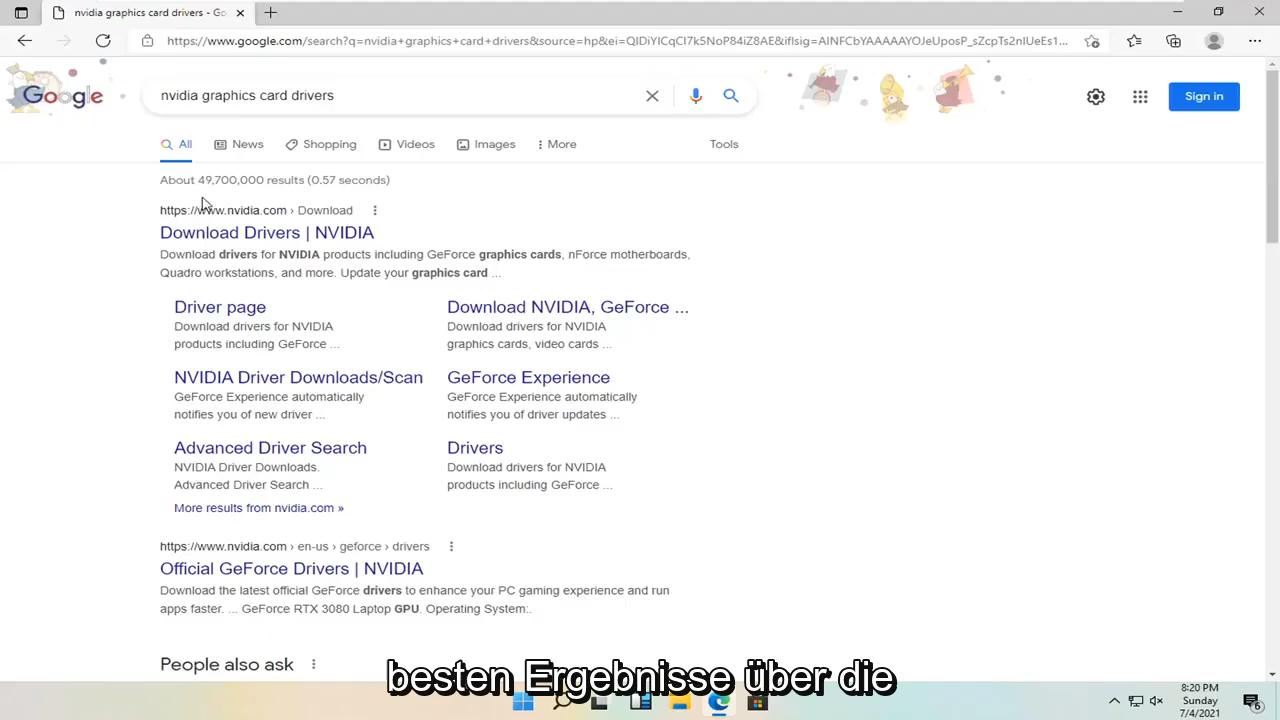 nvidia graphics card drivers - Go
https://www.google.com/search?q=nvidia+graphics+card+drivers&source=hp&ei=QIDiYICqCI7k5NoP84iZ8AE&iflsig=AINFCbYAAAAAYOJeUposP_sZcpTs2nIUeEs1...
Google
nvidia graphics card drivers
Sign in
All News Shopping Videos Images More Tools
About 49,700,000 results (0.57 seconds)
https://www.nvidia.com › Download
Download Drivers | NVIDIA
Download drivers for NVIDIA products including GeForce graphics cards, nForce motherboards,
Quadro workstations, and more. Update your graphics card ...
Driver page
Download drivers for NVIDIA
products including GeForce ...
Download NVIDIA, GeForce ...
Download drivers for NVIDIA
graphics cards, video cards ...
NVIDIA Driver Downloads/Scan
GeForce Experience automatically
notifies you of new driver ...
GeForce Experience
GeForce Experience automatically
notifies you of driver updates ...
Advanced Driver Search
NVIDIA Driver Downloads.
Advanced Driver Search ...
Drivers
Download drivers for NVIDIA
products including GeForce ...
More results from nvidia.com »
https://www.nvidia.com › en-us › geforce › drivers
Official GeForce Drivers | NVIDIA
Download the latest official GeForce drivers to enhance your PC gaming experience and run
apps faster. ... GeForce RTX 3080 Laptop GPU. Operating System:.
People also ask
besten Ergebnisse über die
8:20 PM
Sunday
7/4/2021
6